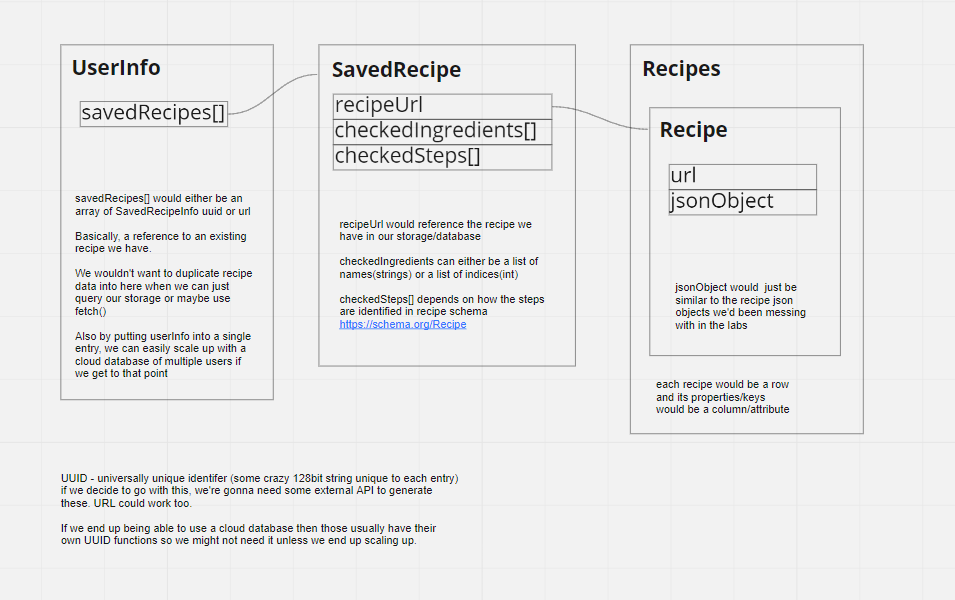 UserInfo
savedRecipes[]
savedRecipes[] would either be an
array of SavedRecipeInfo uuid or url
Basically, a reference to an existing
recipe we have.
We wouldn't want to duplicate recipe
data into here when we can just
query our storage or maybe use
fetch()
Also by putting userInfo into a single
entry, we can easily scale up with a
cloud database of multiple users if
we get to that point
SavedRecipe
recipeUrl
checkedIngredients[]
checkedSteps[]
recipeUrl would reference the recipe we
have in our storage/database
checkedIngredients can either be a list of
names(strings) or a list of indices(int)
checkedSteps[] depends on how the steps
are identified in recipe schema
https://schema.org/Recipe
Recipes
Recipe
url
jsonObject
jsonObject would  just be
similar to the recipe json
objects we'd been messing
with in the labs
each recipe would be a row
and its properties/keys
would be a column/attribute
UUID - universally unique identifer (some crazy 128bit string unique to each entry)
if we decide to go with this, we're gonna need some external API to generate
these. URL could work too.
If we end up being able to use a cloud database then those usually have their
own UUID functions so we might not need it unless we end up scaling up.